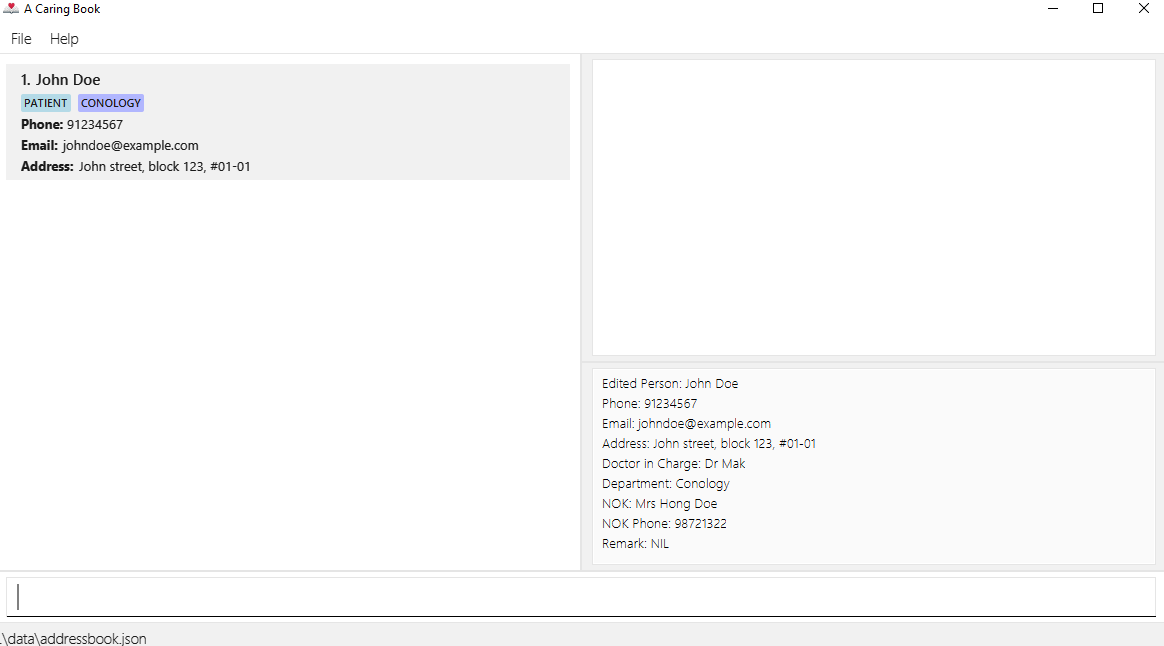 A Caring Book
File Help
1. John Doe
PATIENT CONOLOGY
Phone: 91234567
Email: johndoe@example.com
Address: John street, block 123, #01-01
Edited Person: John Doe
Phone: 91234567
Email: johndoe@example.com
Address: John street, block 123, #01-01
Doctor in Charge: Dr Mak
Department: Conology
NOK: Mrs Hong Doe
NOK Phone: 98721322
Remark: NIL
.\data\addressbook.json